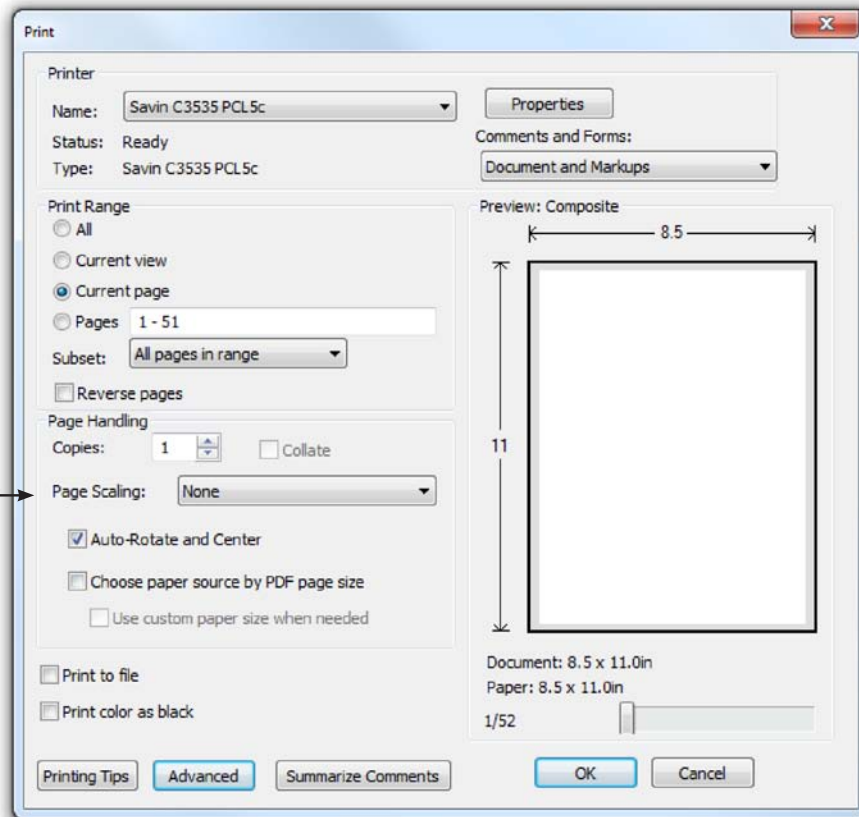 Print
Printer
Name: Savin C3535 PCL5c Properties
Status: Ready Comments and Forms:
Type: Savin C3535 PCL5c Document and Markups
Print Range
All
Current view
Current page
Pages 1 - 51
Subset: All pages in range
Reverse pages
Page Handling
Copies: 1 Collate
Page Scaling: None
Auto-Rotate and Center
Choose paper source by PDF page size
Use custom paper size when needed
Print to file
Print color as black
Preview: Composite
8.5
11
Document: 8.5 x 11.0in
Paper: 8.5 x 11.0in
1/52
Printing Tips Advanced Summarize Comments OK Cancel